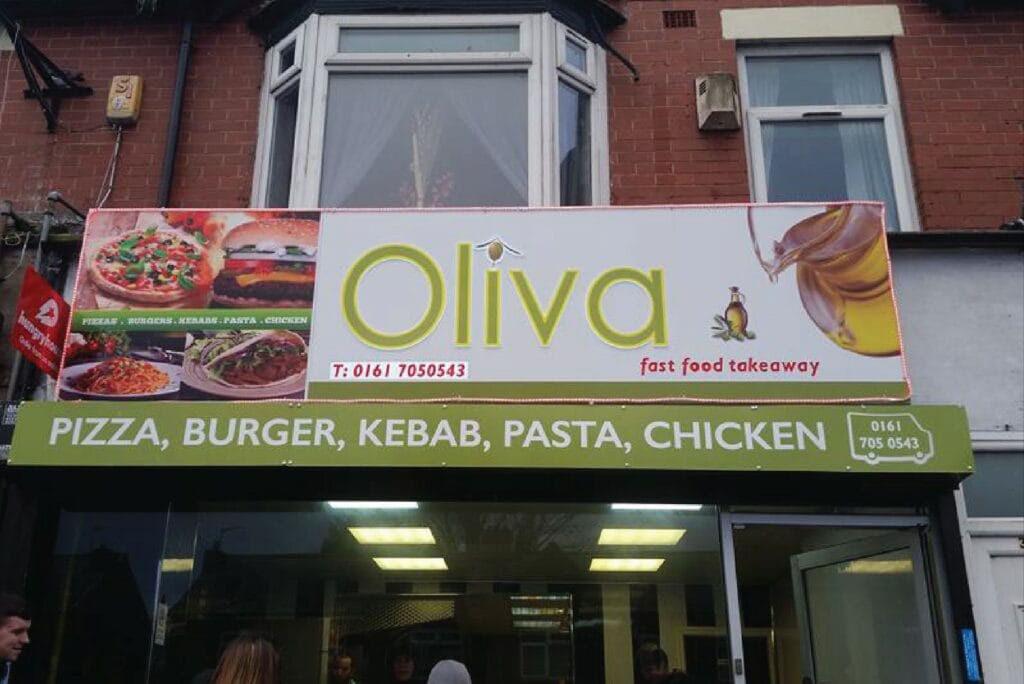 Oliva
PIZZAS . BURGERS . KEBABS . PASTA . CHICKEN
T: 0161 7050543
fast food takeaway
hungryho
PIZZA, BURGER, KEBAB, PASTA, CHICKEN
0161
705 0543